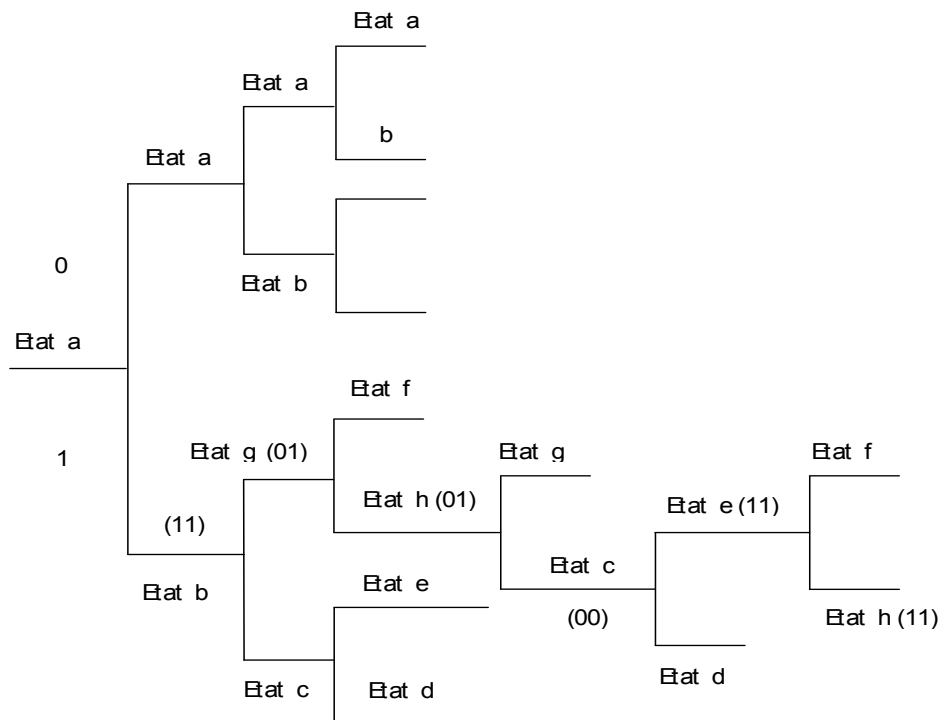 Etat a
Etat a
b
Etat a
0
Etat b
Etat a
Etat f
1
Etat g (01)
Etat g
Etat f
Etat h (01)
Etat e (11)
(11)
Etat c
Etat b
Etat e
(00)
Etat h (11)
Etat c
Etat d
Etat d